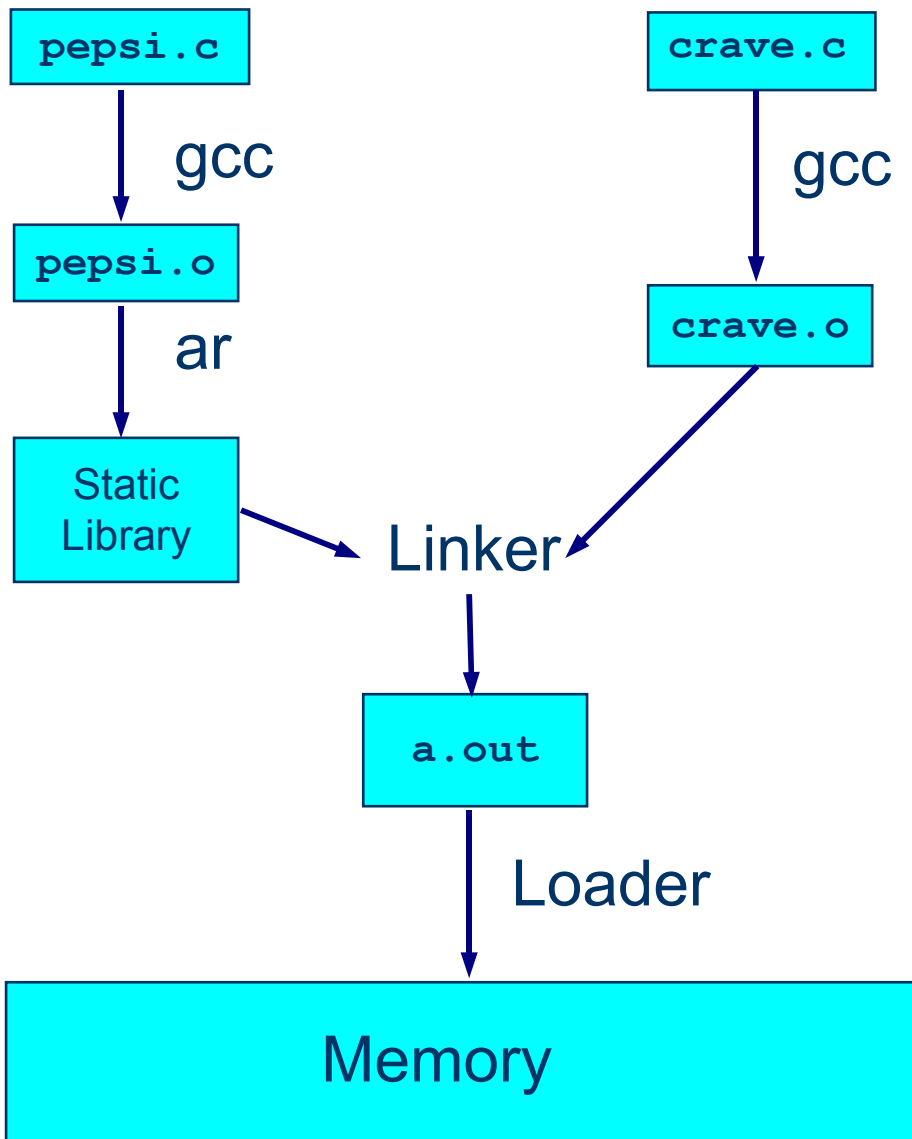 pepsi.c
crave.c
gcc
gcc
pepsi.o
crave.o
ar
Static
Library
Linker
a.out
Loader
Memory